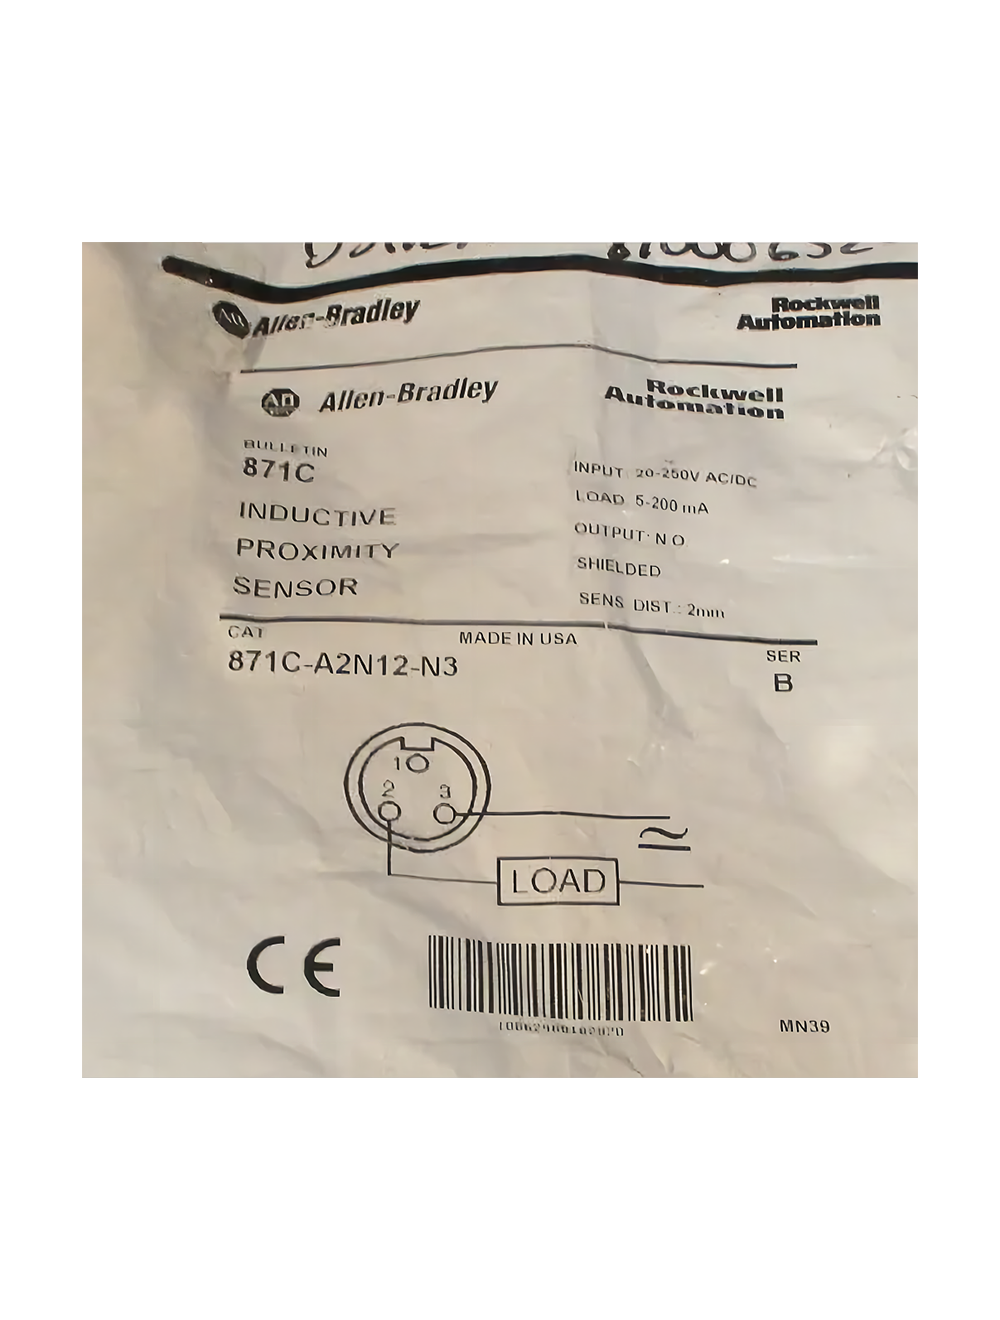 Allen-Bradley
Rockwell
Automation
Allen-Bradley
Rockwell
Automation
BULLETIN
871C
INDUCTIVE
PROXIMITY
SENSOR
INPUT: 20-250V AC/DC
LOAD 5-200 mA
OUTPUT: N.O.
SHIELDED
SENS DIST.: 2mm
CAT
871C-A2N12-N3
MADE IN USA
SER
B
1
2 3
LOAD
CE
MN39